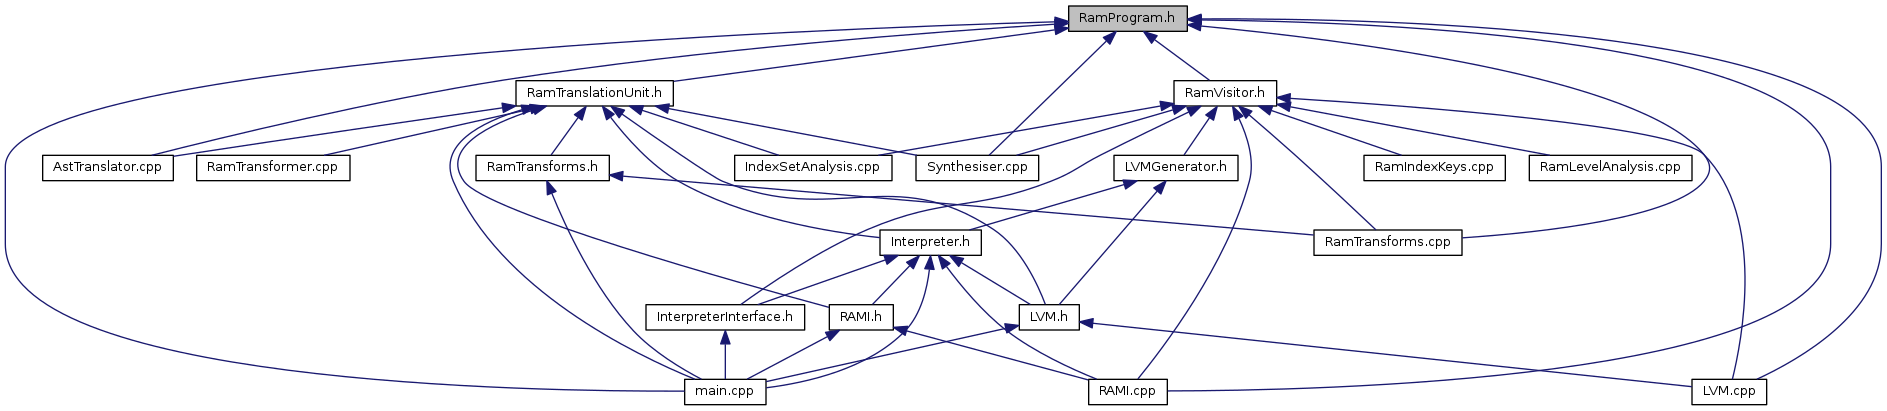 RamProgram.h
RamTranslationUnit.h
RamVisitor.h
AstTranslator.cpp
RamTransformer.cpp
RamTransforms.h
IndexSetAnalysis.cpp
Synthesiser.cpp
LVMGenerator.h
RamIndexKeys.cpp
RamLevelAnalysis.cpp
Interpreter.h
RamTransforms.cpp
InterpreterInterface.h
RAMI.h
LVM.h
main.cpp
RAMI.cpp
LVM.cpp